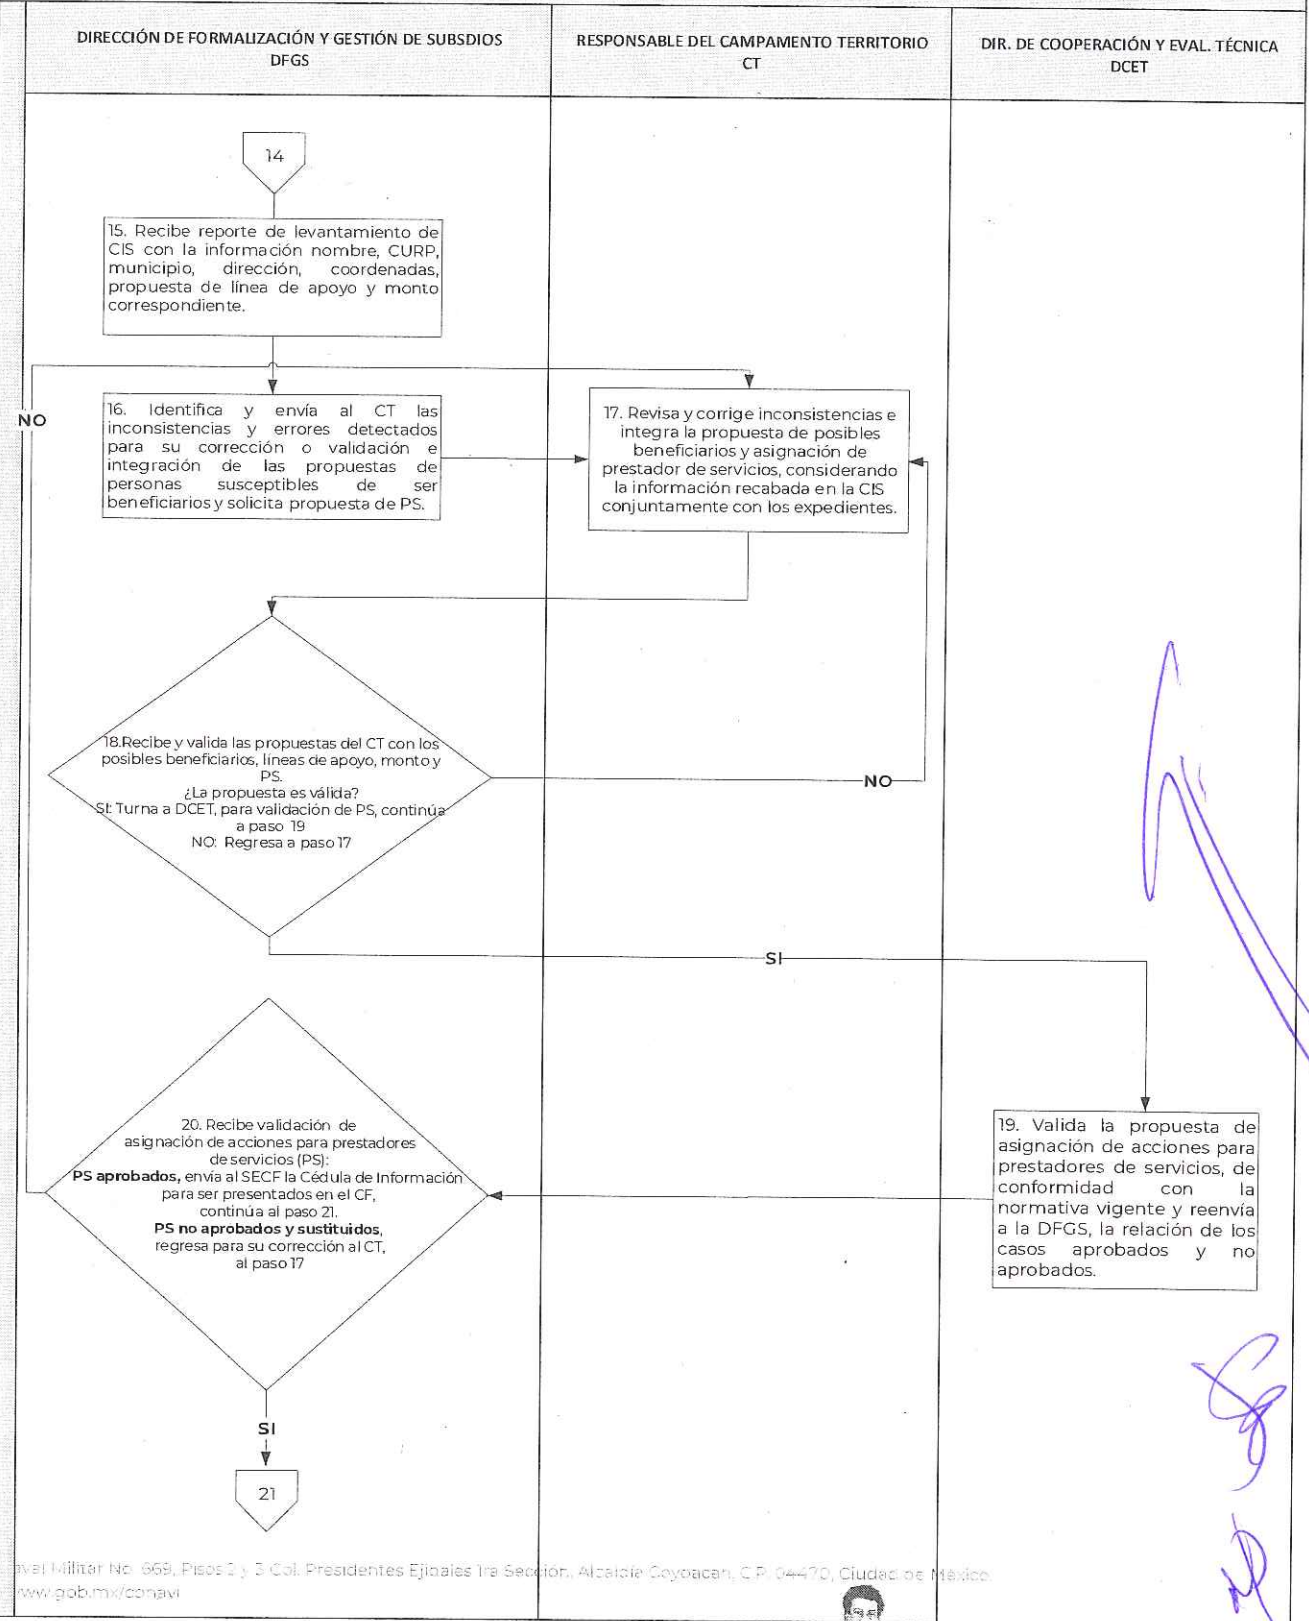 DIRECCIÓN DE FORMALIZACIÓN Y GESTIÓN DE SUBSDIOS
DFGS
RESPONSABLE DEL CAMPAMENTO TERRITORIO
CT
DIR. DE COOPERACIÓN Y EVAL. TÉCNICA
DCET
14
15. Recibe reporte de levantamiento de
CIS con la información nombre, CURP,
municipio, dirección, coordenadas,
propuesta de línea de apoyo y monto
correspondiente.
NO
16. Identifica y envía al CT las
inconsistencias y errores detectados
para su corrección o validación e
integración de las propuestas de
personas susceptibles de ser
beneficiarios y solicita propuesta de PS.
17. Revisa y corrige inconsistencias e
integra la propuesta de posibles
beneficiarios y asignación de
prestador de servicios, considerando
la información recabada en la CIS
conjuntamente con los expedientes.
18.Recibe y valida las propuestas del CT con los
posibles beneficiarios, líneas de apoyo, monto y
PS.
¿La propuesta es válida?
SI: Turna a DCET, para validación de PS, continúa
a paso 19
NO: Regresa a paso 17
NO
SI
19. Valida la propuesta de
asignación de acciones para
prestadores de servicios, de
conformidad con la
normativa vigente y reenvía
a la DFGS, la relación de los
casos aprobados y no
aprobados.
20. Recibe validación de
asignación de acciones para prestadores
de servicios (PS):
PS aprobados, envía al SECF la Cédula de Información
para ser presentados en el CF,
continúa al paso 21.
PS no aprobados y sustituidos,
regresa para su corrección al CT,
al paso 17
SI
21
Militar No. 669, Pisos 2 y 3 Col. Presidentes Ejidales 1ra Sección, Alcaldía Coyoacán, C.P. 04470, Ciudad de México.
www.gob.mx/conavi